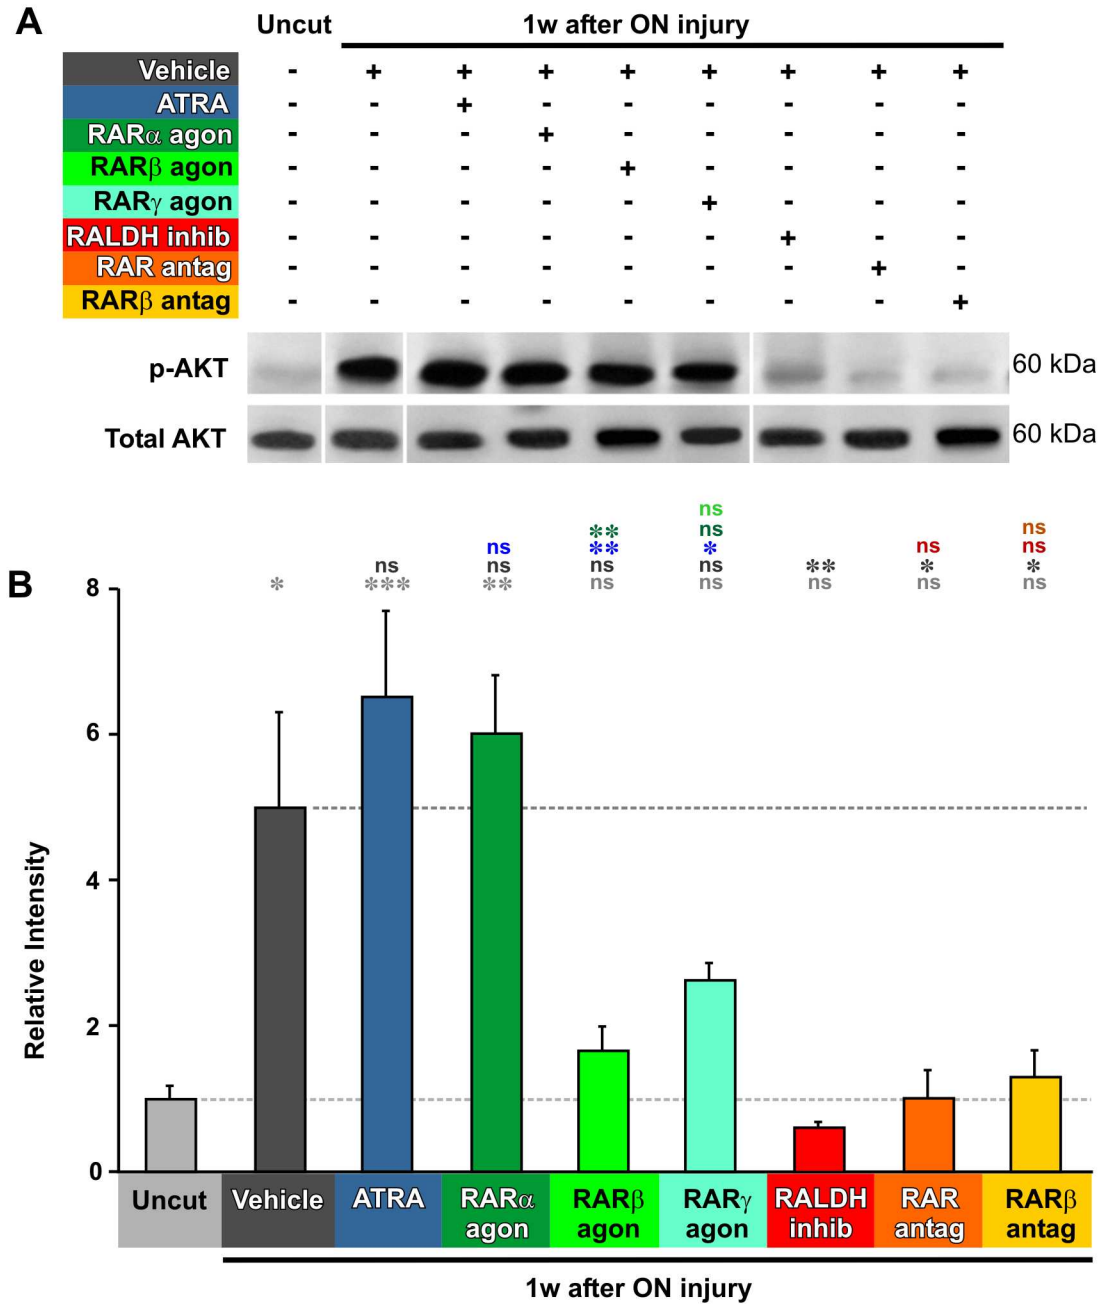 A
Uncut 1w after ON injury
Vehicle - + + + + + + + +
ATRA - - + - - - - - -
RARα agon - - - + - - - - -
RARβ agon - - - - + - - - -
RARγ agon - - - - - + - - -
RALDH inhib - - - - - - + - -
RAR antag - - - - - - - + -
RARβ antag - - - - - - - - +
p-AKT 60 kDa
Total AKT 60 kDa
B
ns
** ns ns
ns ** * ns ns
ns ns ns ns ** * *
* *** ** ns ns ns ns ns
8
6
4
2
0
Relative Intensity
Uncut Vehicle ATRA RARα RARβ RARγ RALDH RAR RARβ
agon agon agon inhib antag antag
1w after ON injury